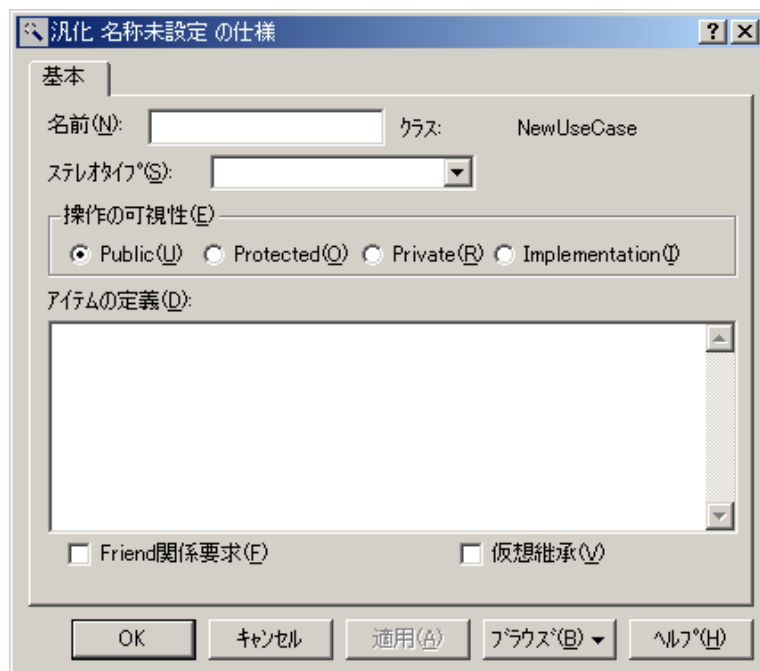 汎化 名称未設定 の仕様
基本
名前(N): クラス: NewUseCase
ステレオタイプ(S):
操作の可視性(E)
Public(U) Protected(O) Private(R) Implementation(I)
アイテムの定義(D):
Friend関係要求(F) 仮想継承(V)
OK キャンセル 適用(A) ブラウズ(B) ヘルプ(H)